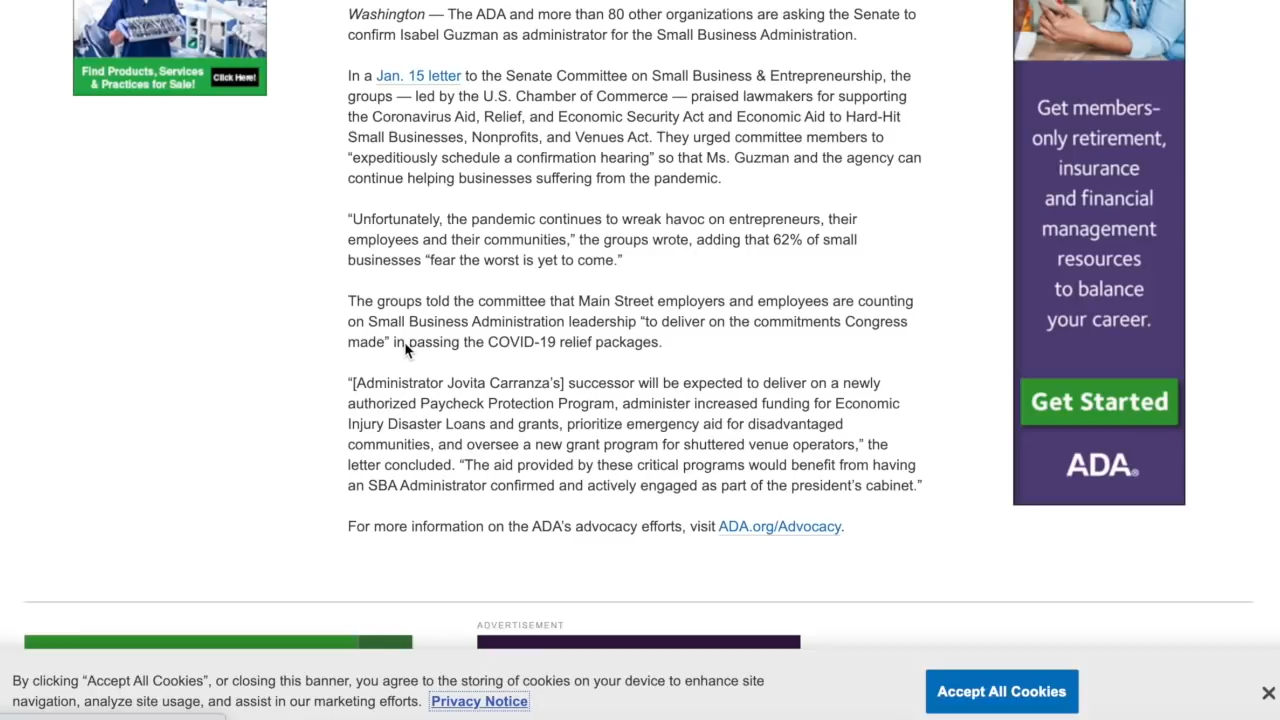 Find Products, Services
& Practices for Sale!
Click Here!
Washington — The ADA and more than 80 other organizations are asking the Senate to
confirm Isabel Guzman as administrator for the Small Business Administration.
In a Jan. 15 letter to the Senate Committee on Small Business & Entrepreneurship, the
groups — led by the U.S. Chamber of Commerce — praised lawmakers for supporting
the Coronavirus Aid, Relief, and Economic Security Act and Economic Aid to Hard-Hit
Small Businesses, Nonprofits, and Venues Act. They urged committee members to
“expeditiously schedule a confirmation hearing” so that Ms. Guzman and the agency can
continue helping businesses suffering from the pandemic.
“Unfortunately, the pandemic continues to wreak havoc on entrepreneurs, their
employees and their communities,” the groups wrote, adding that 62% of small
businesses “fear the worst is yet to come.”
The groups told the committee that Main Street employers and employees are counting
on Small Business Administration leadership “to deliver on the commitments Congress
made” in passing the COVID-19 relief packages.
“[Administrator Jovita Carranza’s] successor will be expected to deliver on a newly
authorized Paycheck Protection Program, administer increased funding for Economic
Injury Disaster Loans and grants, prioritize emergency aid for disadvantaged
communities, and oversee a new grant program for shuttered venue operators,” the
letter concluded. “The aid provided by these critical programs would benefit from having
an SBA Administrator confirmed and actively engaged as part of the president’s cabinet.”
For more information on the ADA’s advocacy efforts, visit ADA.org/Advocacy.
Get members-
only retirement,
insurance
and financial
management
resources
to balance
your career.
Get Started
ADA®
ADVERTISEMENT
By clicking “Accept All Cookies”, or closing this banner, you agree to the storing of cookies on your device to enhance site
navigation, analyze site usage, and assist in our marketing efforts. Privacy Notice
Accept All Cookies